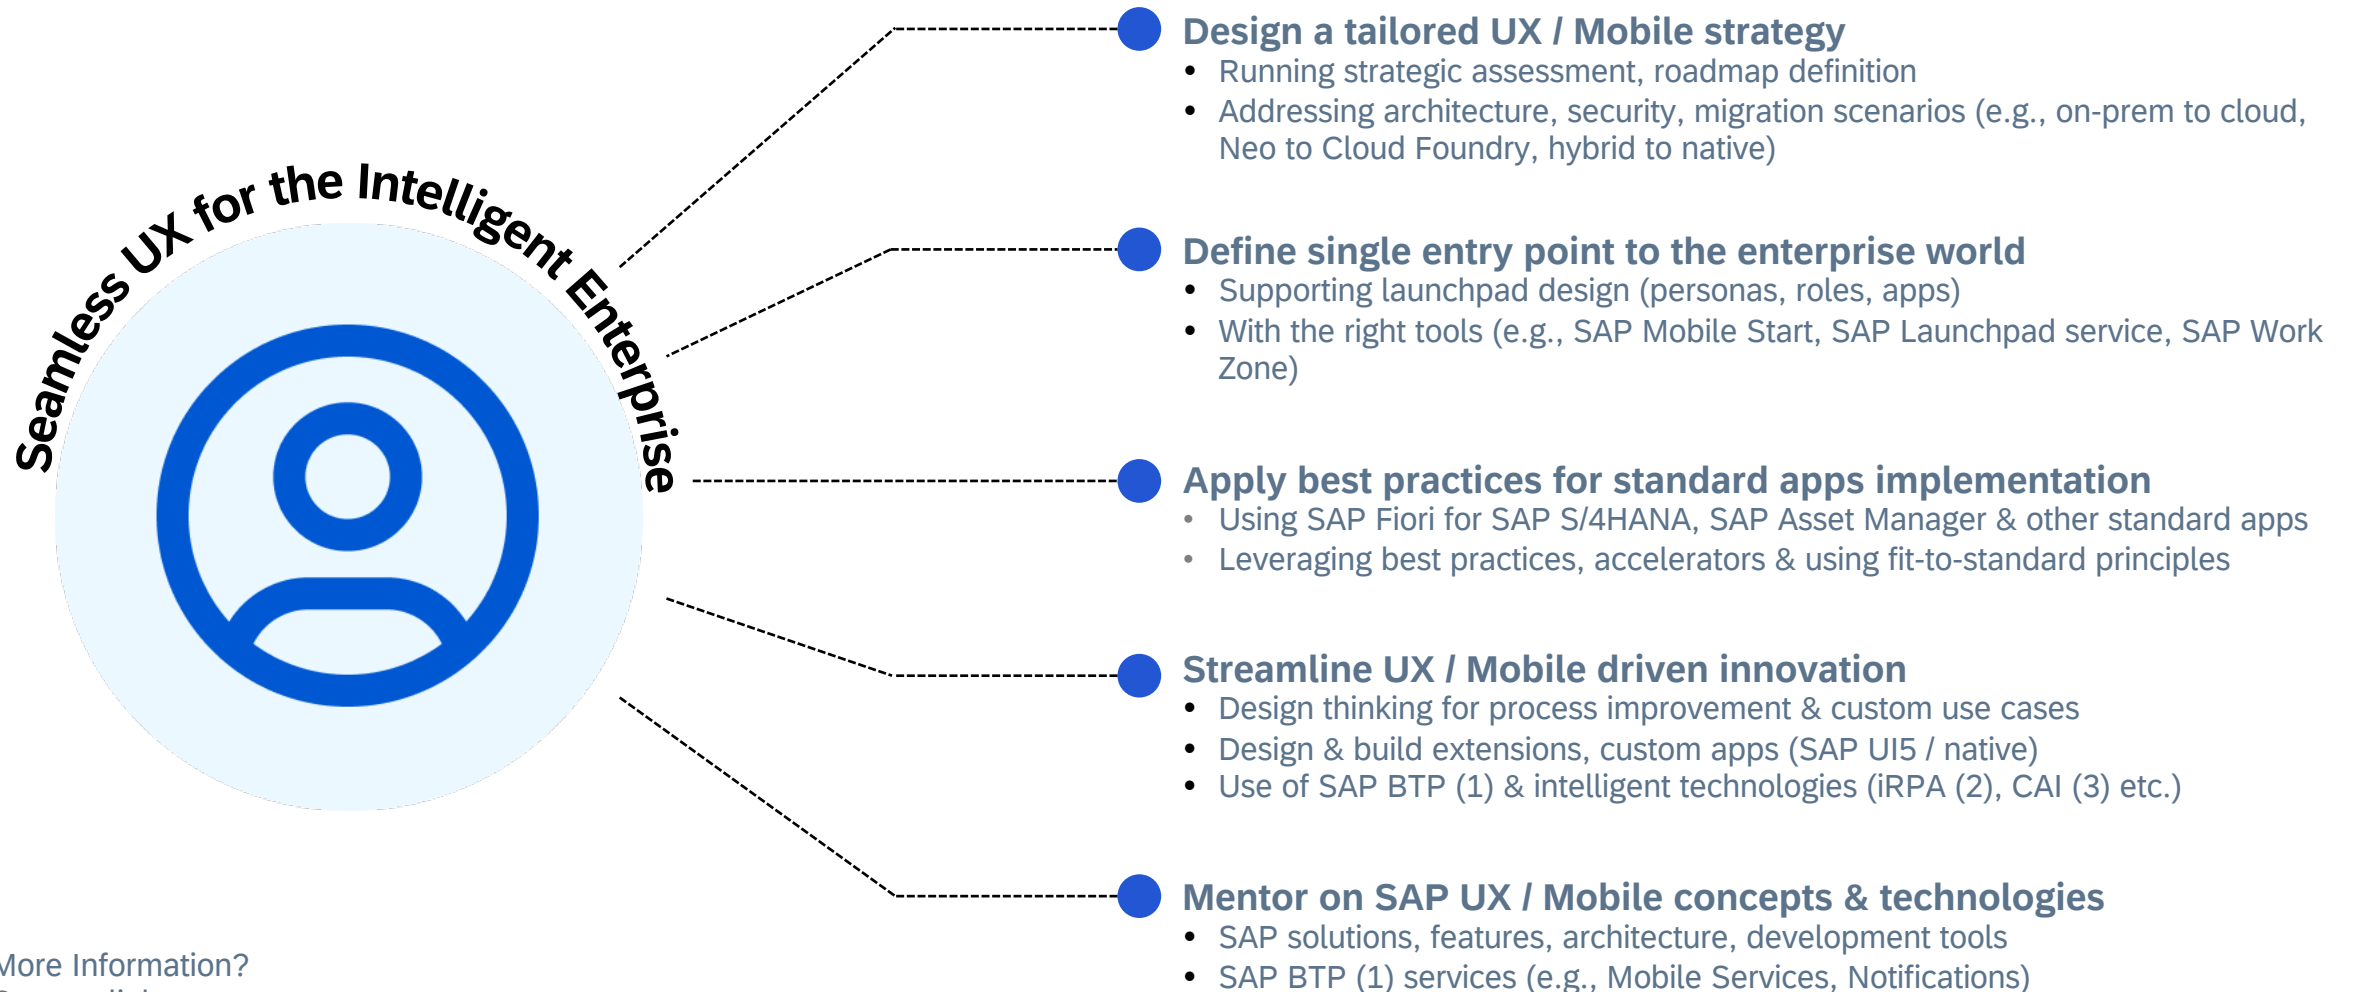 Seamless UX for the Intelligent Enterprise
Design a tailored UX / Mobile strategy
• Running strategic assessment, roadmap definition
• Addressing architecture, security, migration scenarios (e.g., on-prem to cloud,
Neo to Cloud Foundry, hybrid to native)
Define single entry point to the enterprise world
• Supporting launchpad design (personas, roles, apps)
• With the right tools (e.g., SAP Mobile Start, SAP Launchpad service, SAP Work
Zone)
Apply best practices for standard apps implementation
• Using SAP Fiori for SAP S/4HANA, SAP Asset Manager & other standard apps
• Leveraging best practices, accelerators & using fit-to-standard principles
Streamline UX / Mobile driven innovation
• Design thinking for process improvement & custom use cases
• Design & build extensions, custom apps (SAP UI5 / native)
• Use of SAP BTP (1) & intelligent technologies (iRPA (2), CAI (3) etc.)
Mentor on SAP UX / Mobile concepts & technologies
• SAP solutions, features, architecture, development tools
• SAP BTP (1) services (e.g., Mobile Services, Notifications)
More Information?